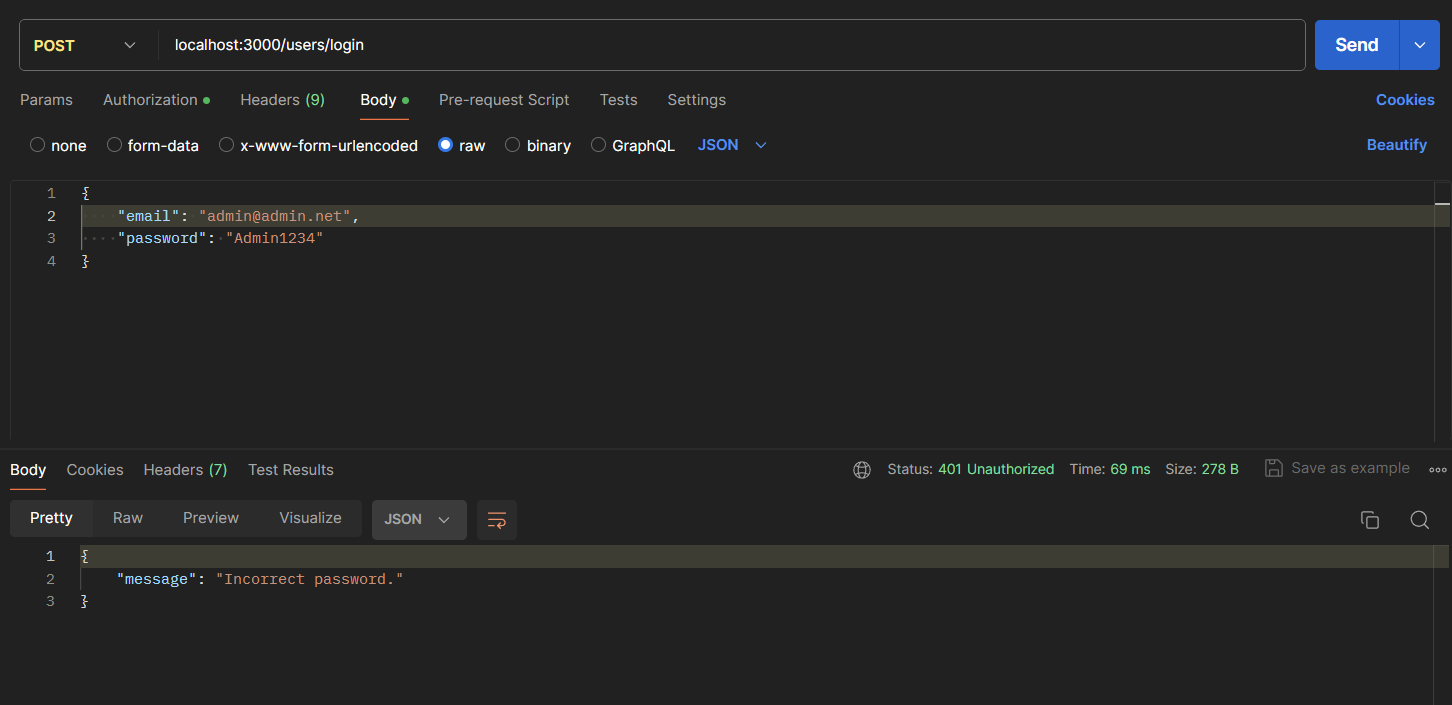 POST localhost:3000/users/login Send
Params Authorization Headers (9) Body Pre-request Script Tests Settings Cookies
none form-data x-www-form-urlencoded raw binary GraphQL JSON Beautify
1 {
2 "email": "admin@admin.net",
3 "password": "Admin1234"
4 }
Body Cookies Headers (7) Test Results Status: 401 Unauthorized Time: 69 ms Size: 278 B Save as example
Pretty Raw Preview Visualize JSON
1 {
2 "message": "Incorrect password."
3 }